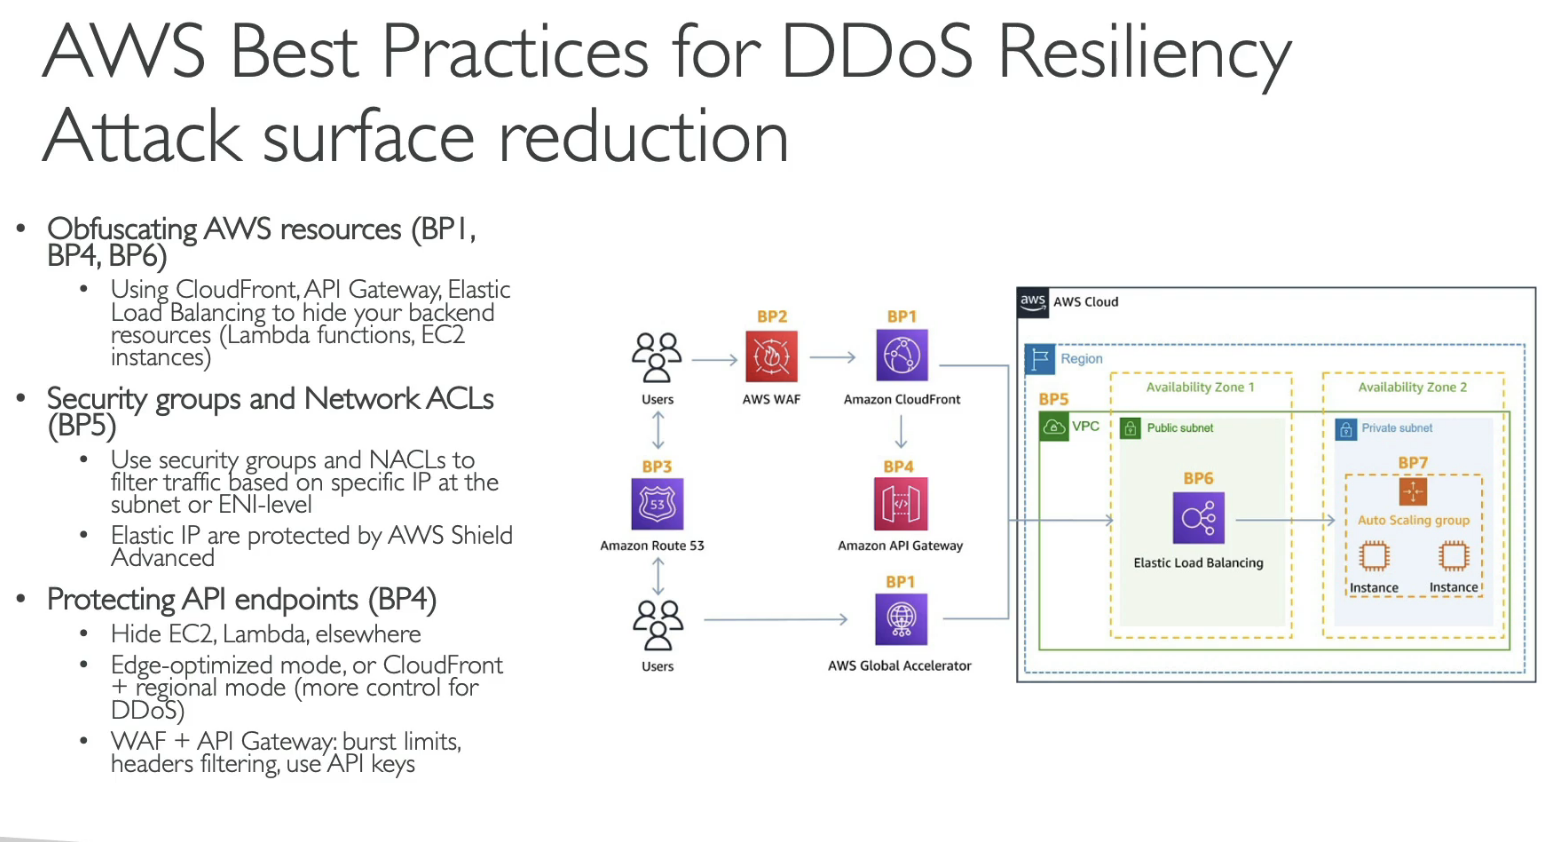 AWS Best Practices for DDoS Resiliency
Attack surface reduction
• Obfuscating AWS resources (BP1,
BP4, BP6)
• Using CloudFront, API Gateway, Elastic
Load Balancing to hide your backend
resources (Lambda functions, EC2
instances)
• Security groups and Network ACLs
(BP5)
• Use security groups and NACLs to
filter traffic based on specific IP at the
subnet or ENI-level
• Elastic IP are protected by AWS Shield
Advanced
• Protecting API endpoints (BP4)
• Hide EC2, Lambda, elsewhere
• Edge-optimized mode, or CloudFront
+ regional mode (more control for
DDoS)
• WAF + API Gateway: burst limits,
headers filtering, use API keys
BP2
BP1
Users
AWS WAF
Amazon CloudFront
BP3
BP4
53
Amazon Route 53
Amazon API Gateway
BP1
Users
AWS Global Accelerator
aws
AWS Cloud
Region
Availability Zone 1
Availability Zone 2
BP5
VPC
Public subnet
Private subnet
BP6
BP7
Elastic Load Balancing
Auto Scaling group
Instance
Instance